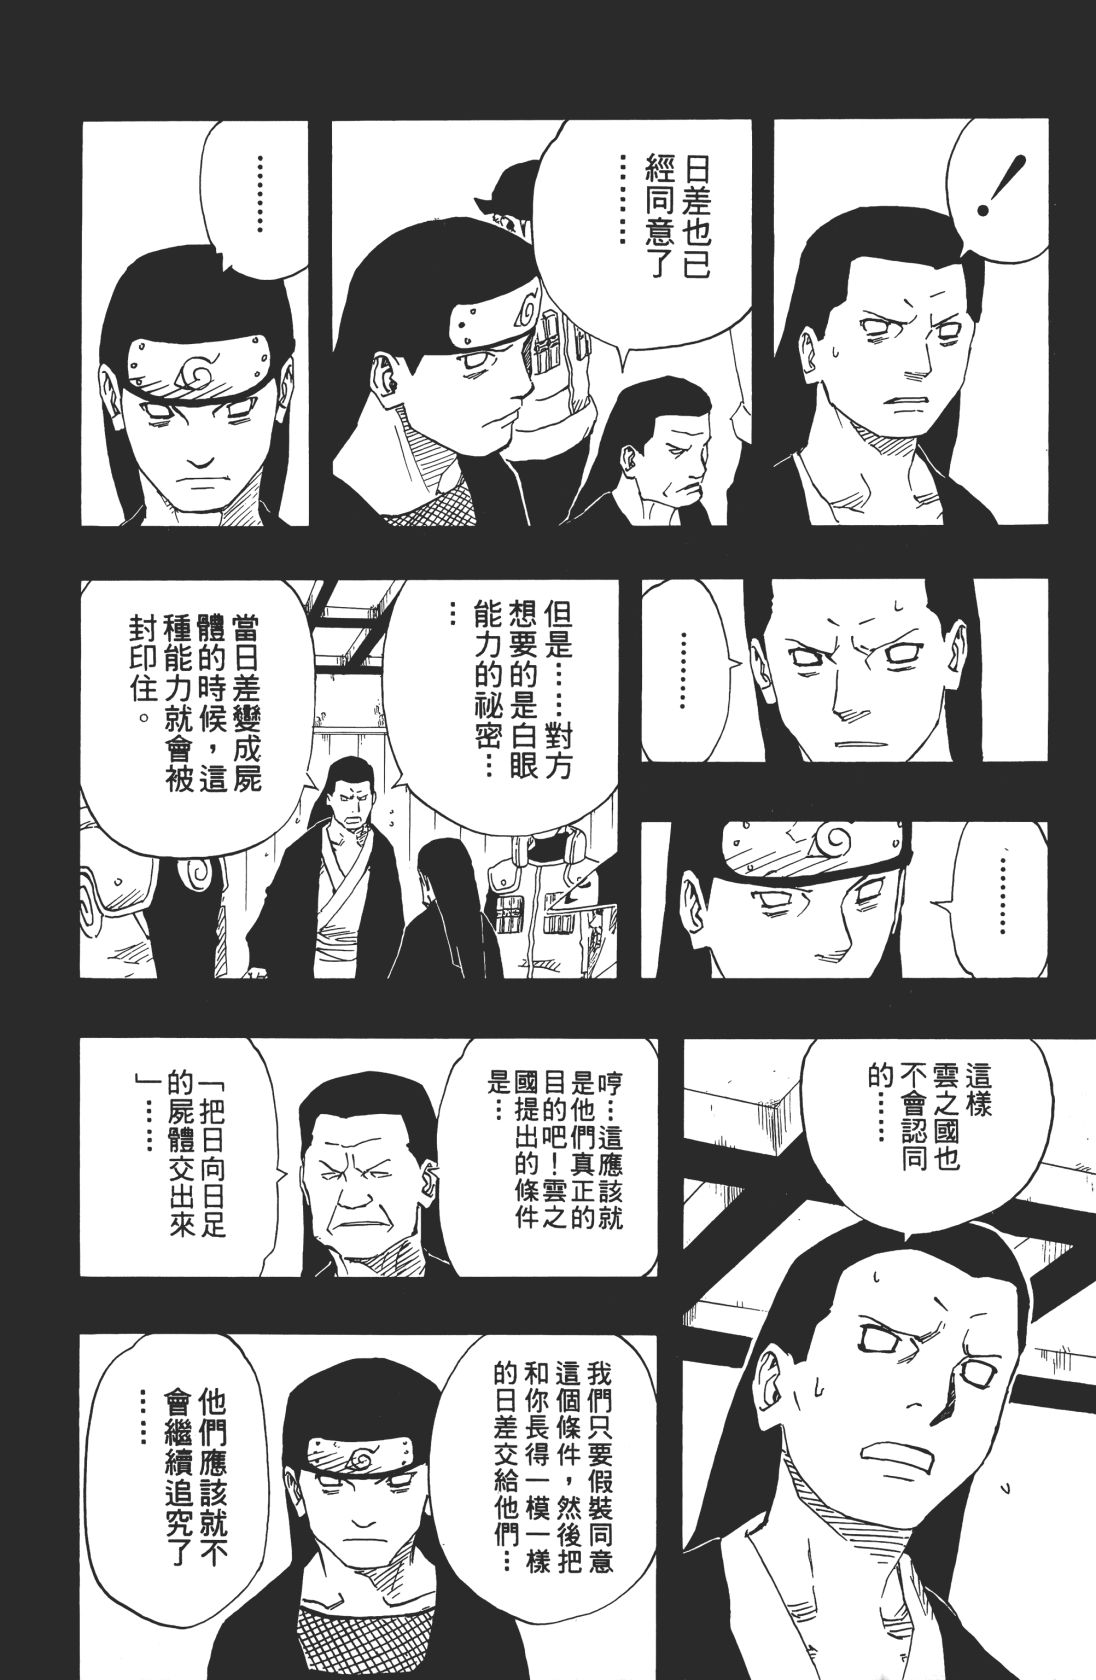 ！
日差也已
經同意了
………
………
………
………
但是……對方
想要的是白眼
能力的祕密…
…
當日差變成屍
體的時候，這
種能力就會被
封印住。
這樣
雲之國也
不會認同
的……
哼…這應該就
是他們真正的
目的吧！雲之
國提出的條件
是…
「把日向日足
的屍體交出來
」……
我們只要假裝同意
這個條件，然後把
和你長得一模一樣
的日差交給他們…
他們應該就不
會繼續追究了
……